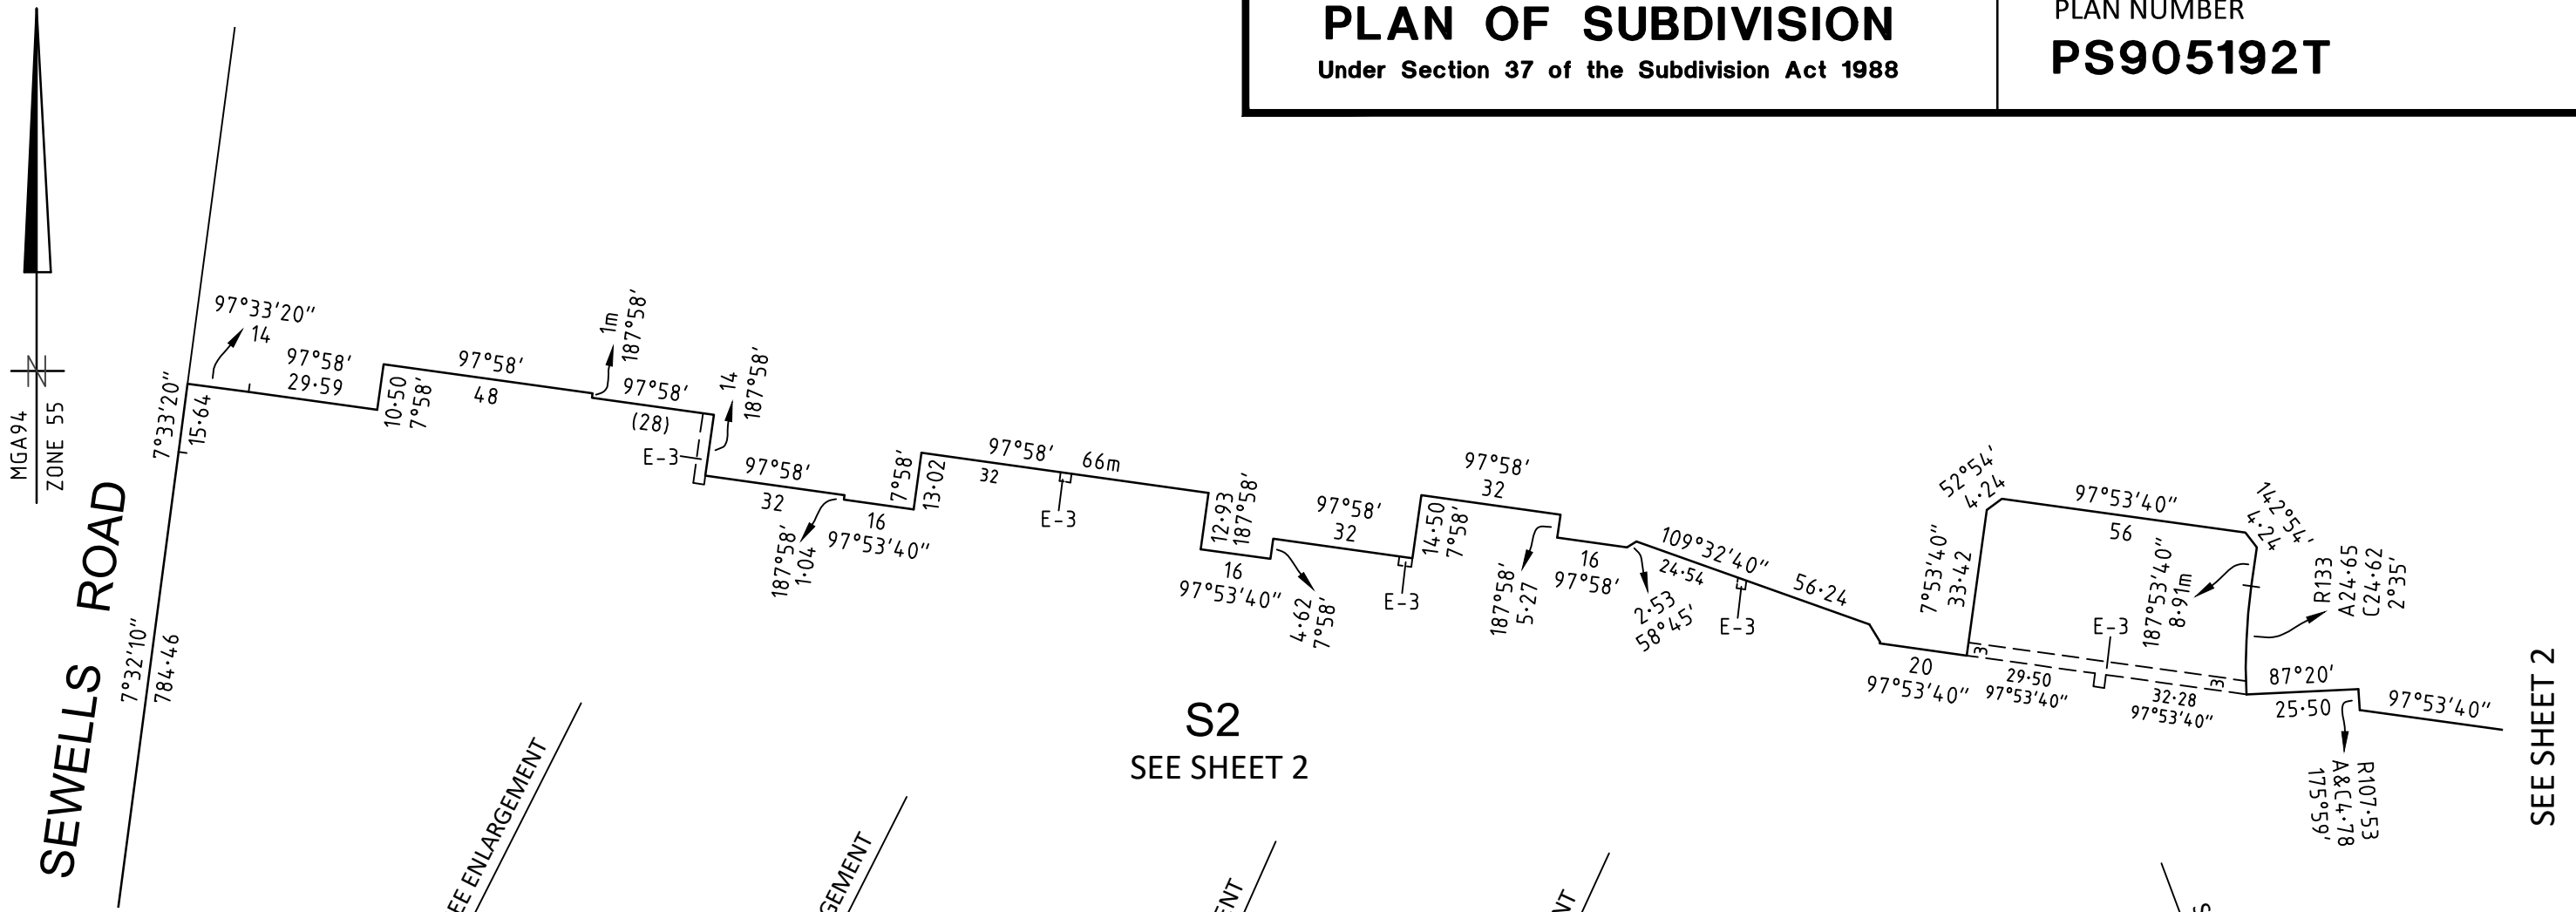 PLAN OF SUBDIVISION
Under Section 37 of the Subdivision Act 1988
PLAN NUMBER
PS905192T
MGA94
ZONE 55
N
SEWELLS ROAD
7°33'20"
15·64
7°32'10"
784·46
97°33'20"
14
97°58'
29·59
10·50
7°58'
97°58'
48
1m
187°58'
97°58'
(28)
14
187°58'
E-3
97°58'
32
187°58'
1·04
16
97°53'40"
7°58'
13·02
97°58' 66m
32
E-3
12·93
187°58'
16
97°53'40"
4·62
7°58'
97°58'
32
E-3
14·50
7°58'
97°58'
32
187°58'
5·27
16
97°58'
2·53
58°45'
109°32'40"
24·54
56·24
E-3
20
97°53'40"
7°53'40"
33·42
52°54'
4·24
97°53'40"
56
142°54'
4·24
187°53'40"
8·91m
R133
A24·65
C24·62
2°35'
E-3
3
29·50
97°53'40"
3
32·28
97°53'40"
87°20'
25·50
97°53'40"
R107·53
A&C4·78
175°59'
S2
SEE SHEET 2
SEE SHEET 2
EE ENLARGEMENT
GEMENT
ENT
NT